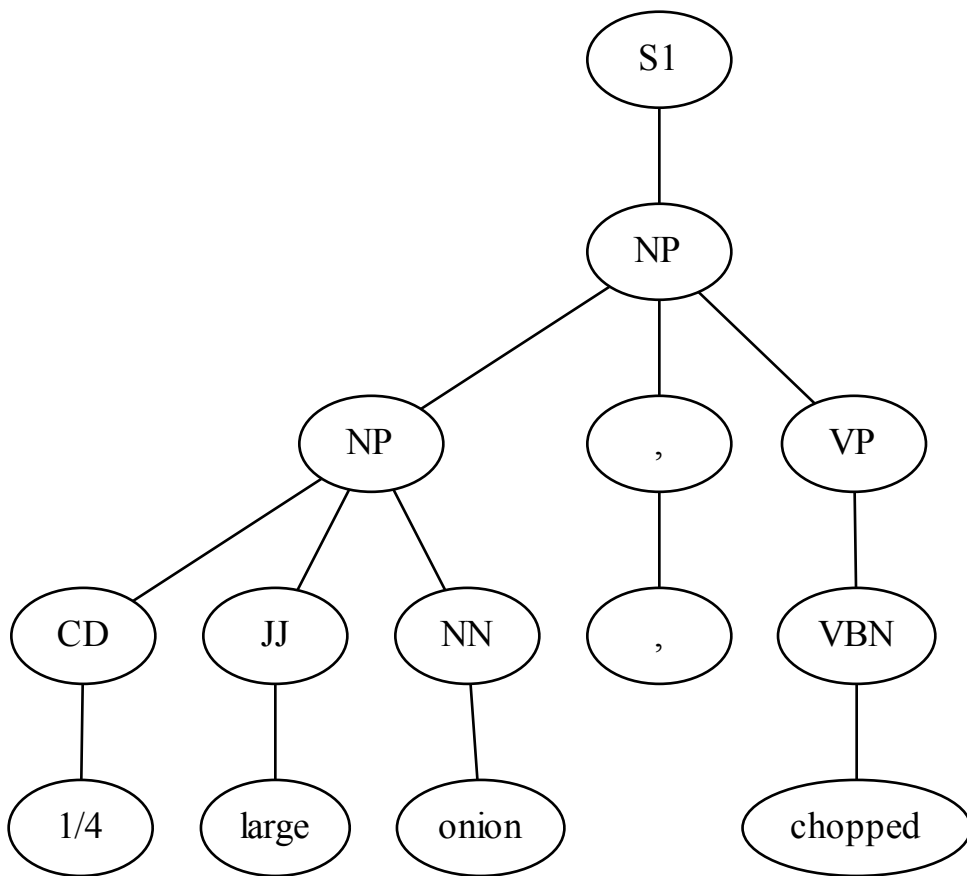 S1
NP
NP , VP
CD JJ NN , VBN
1/4 large onion chopped